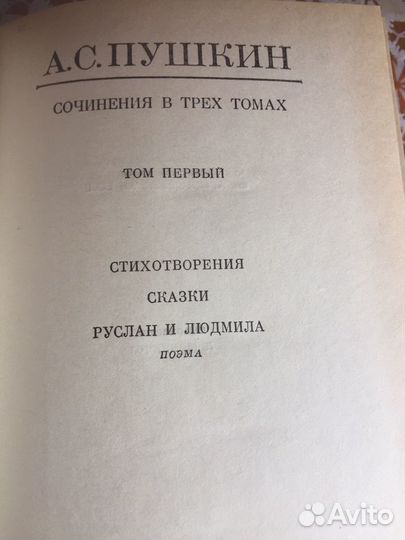 А.С.ПУШКИН
СОЧИНЕНИЯ В ТРЕХ ТОМАХ
ТОМ ПЕРВЫЙ
СТИХОТВОРЕНИЯ
СКАЗКИ
РУСЛАН И ЛЮДМИЛА
ПОЭМА
Avito